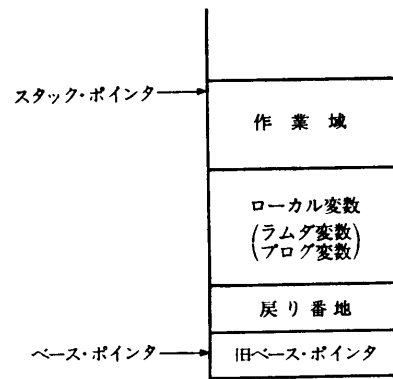 スタック・ポインタ
作業域
ローカル変数
(ラムダ変数)
(プログ変数)
戻り番地
ベース・ポインタ
旧ベース・ポインタ